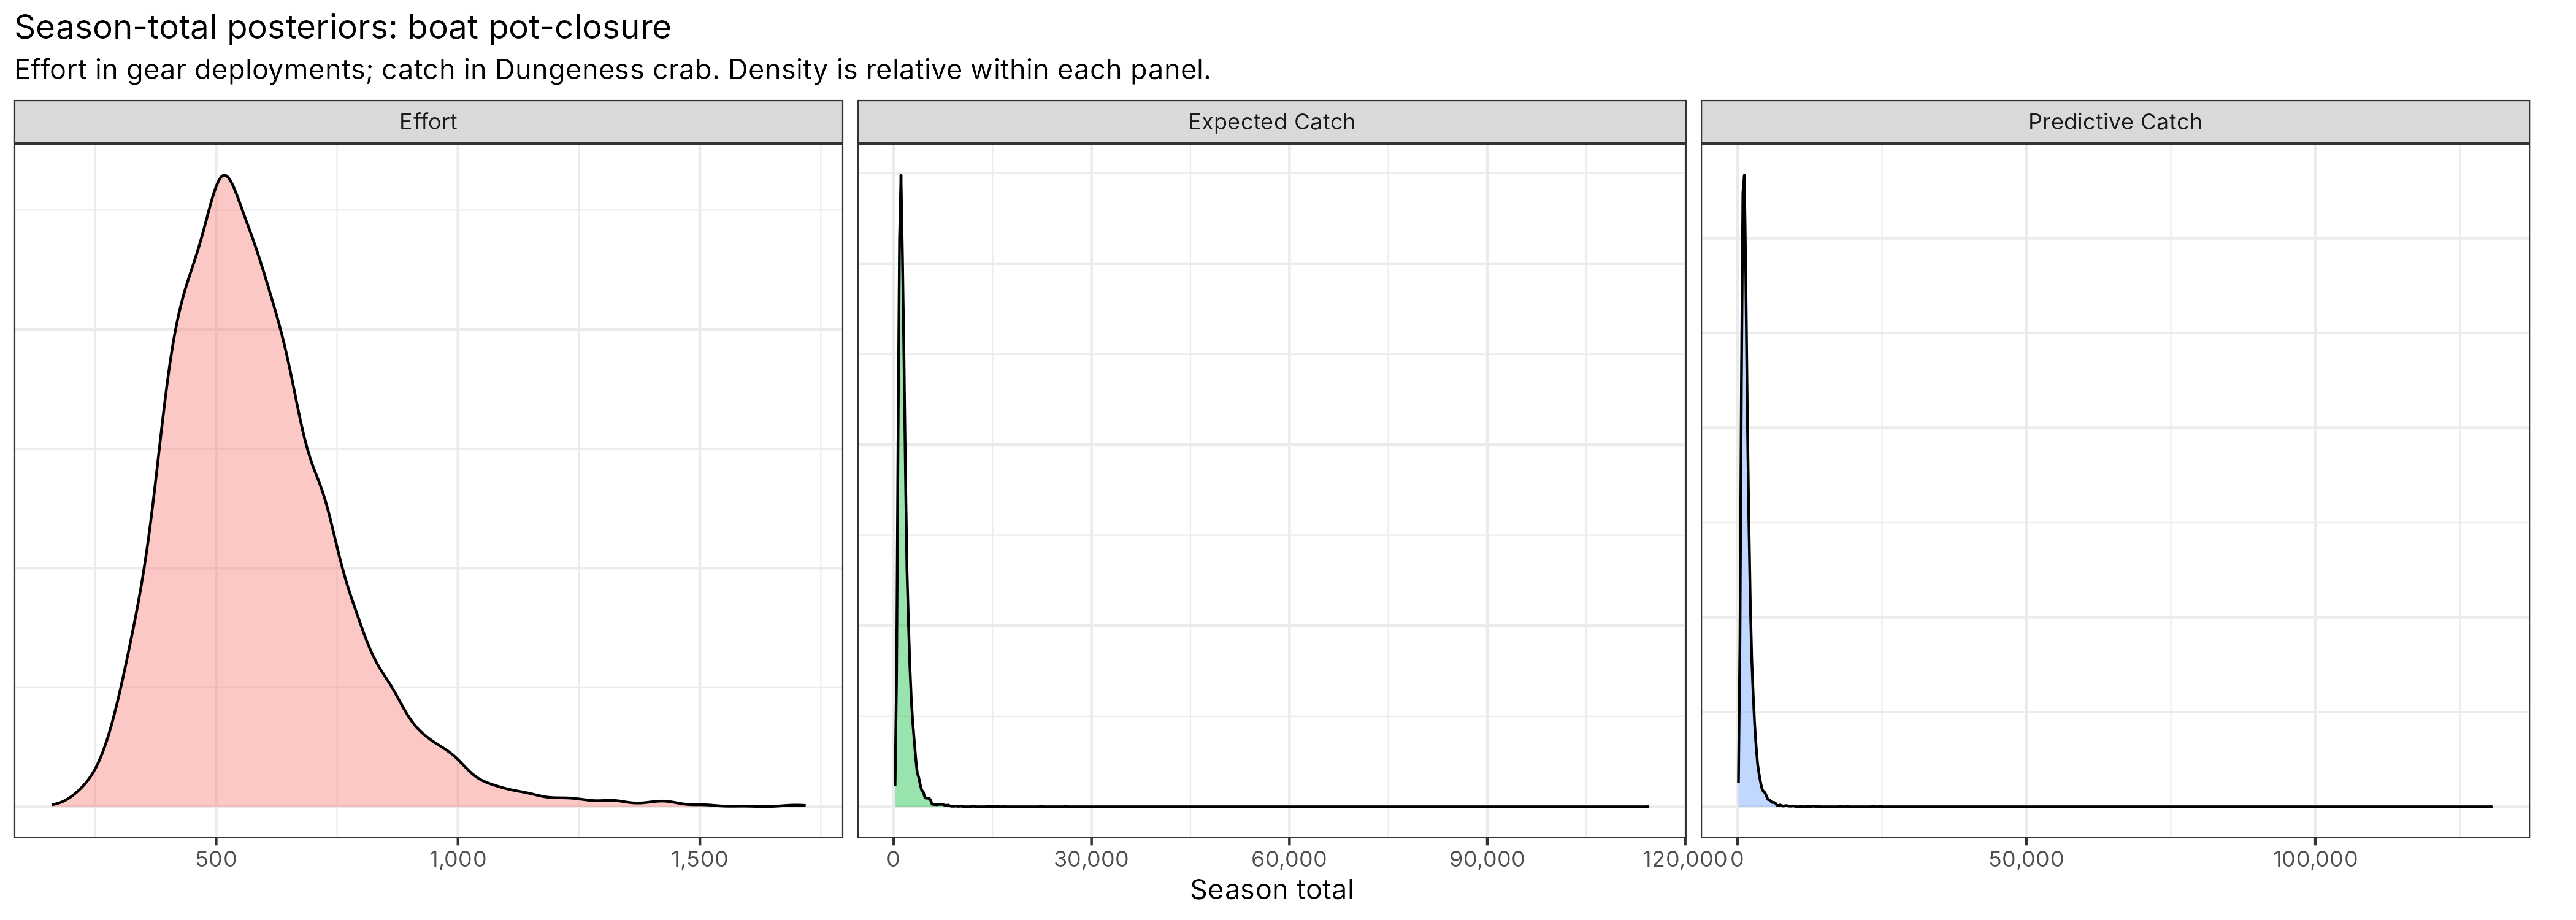 Season-total posteriors: boat pot-closure
Effort in gear deployments; catch in Dungeness crab. Density is relative within each panel.
Effort
Expected Catch
Predictive Catch
500 1,000 1,500
0 30,000 60,000 90,000 120,000
0 50,000 100,000
Season total